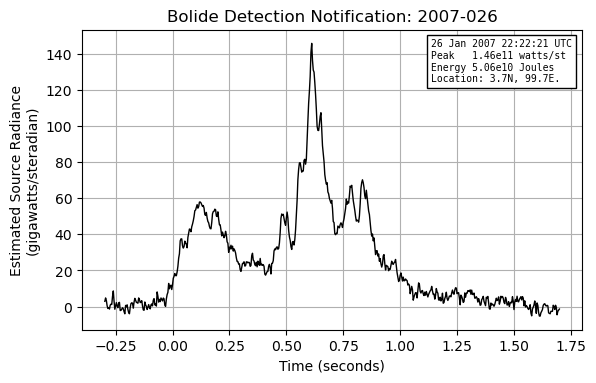 Bolide Detection Notification: 2007-026
26 Jan 2007 22:22:21 UTC
Peak   1.46e11 watts/st
Energy 5.06e10 Joules
Location: 3.7N, 99.7E.
Estimated Source Radiance
(gigawatts/steradian)
140
120
100
80
60
40
20
0
−0.25 0.00 0.25 0.50 0.75 1.00 1.25 1.50 1.75
Time (seconds)